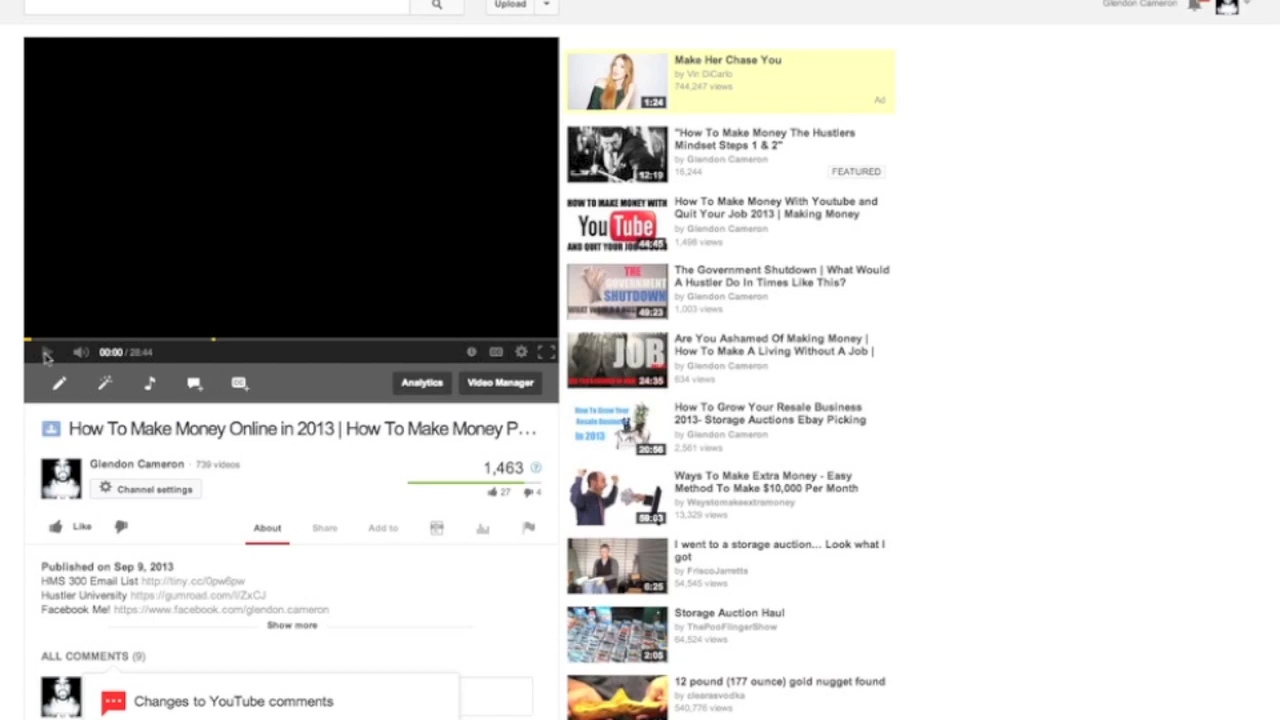 Upload
Glendon Cameron
00:00 / 28:44
Analytics
Video Manager
How To Make Money Online in 2013 | How To Make Money P...
Glendon Cameron · 739 videos
Channel settings
1,463
27
4
Like
About
Share
Add to
Published on Sep 9, 2013
HMS 300 Email List http://tiny.cc/0pw6pw
Hustler University https://gumroad.com/l/ZxCJ
Facebook Me! https://www.facebook.com/glendon.cameron
Show more
ALL COMMENTS (9)
Changes to YouTube comments
1:24
Make Her Chase You
by Vin DiCarlo
744,247 views
Ad
12:19
"How To Make Money The Hustlers
Mindset Steps 1 & 2"
by Glendon Cameron
16,244
FEATURED
HOW TO MAKE MONEY WITH
YouTube
44:45
AND QUIT YOUR JOB
How To Make Money With Youtube and
Quit Your Job 2013 | Making Money
by Glendon Cameron
1,498 views
THE
GOVERNMENT
SHUTDOWN
49:23
The Government Shutdown | What Would
A Hustler Do In Times Like This?
by Glendon Cameron
1,003 views
JOB
24:35
Are You Ashamed Of Making Money |
How To Make A Living Without A Job |
by Glendon Cameron
634 views
How To Grow Your
Resale Business
In 2013
20:56
How To Grow Your Resale Business
2013- Storage Auctions Ebay Picking
by Glendon Cameron
2,561 views
58:03
Ways To Make Extra Money - Easy
Method To Make $10,000 Per Month
by Waystomakeextramoney
13,329 views
6:25
I went to a storage auction... Look what I
got
by FriscoJarretts
54,545 views
2:05
Storage Auction Haul
by ThePooFlingerShow
64,524 views
12 pound (177 ounce) gold nugget found
by clearasvodka
540,776 views